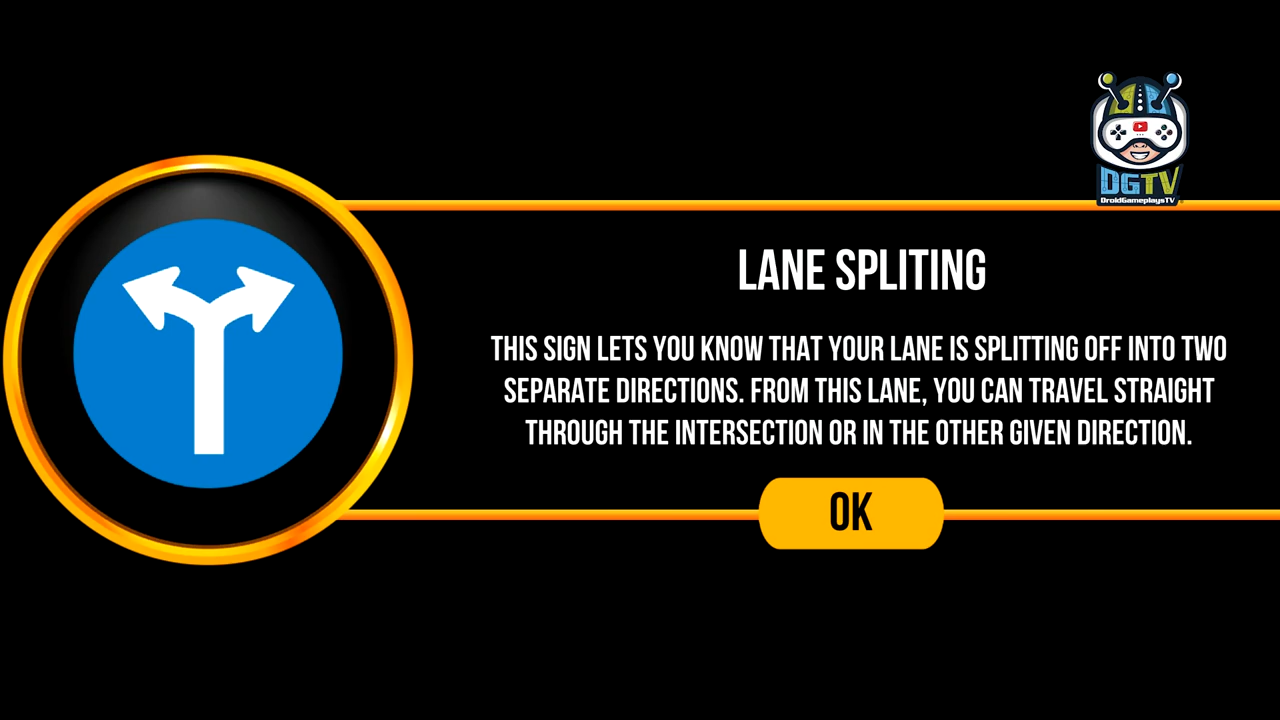 DGTV
DroidGameplaysTV
LANE SPLITING
THIS SIGN LETS YOU KNOW THAT YOUR LANE IS SPLITTING OFF INTO TWO
SEPARATE DIRECTIONS. FROM THIS LANE, YOU CAN TRAVEL STRAIGHT
THROUGH THE INTERSECTION OR IN THE OTHER GIVEN DIRECTION.
OK